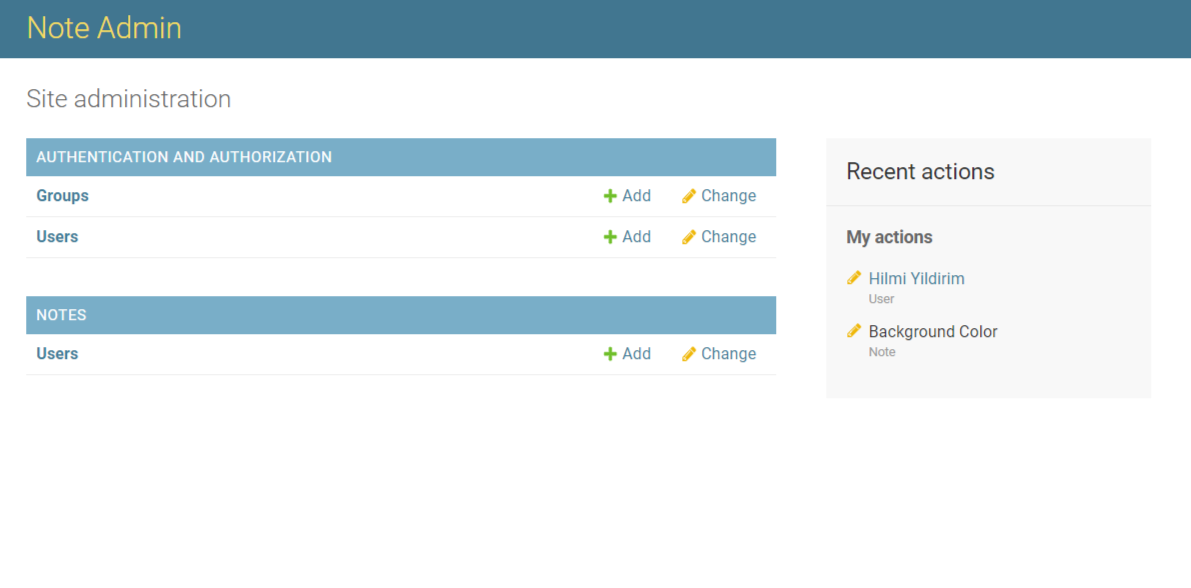 Note Admin
Site administration
AUTHENTICATION AND AUTHORIZATION
Groups Add Change
Users Add Change
NOTES
Users Add Change
Recent actions
My actions
Hilmi Yildirim
User
Background Color
Note